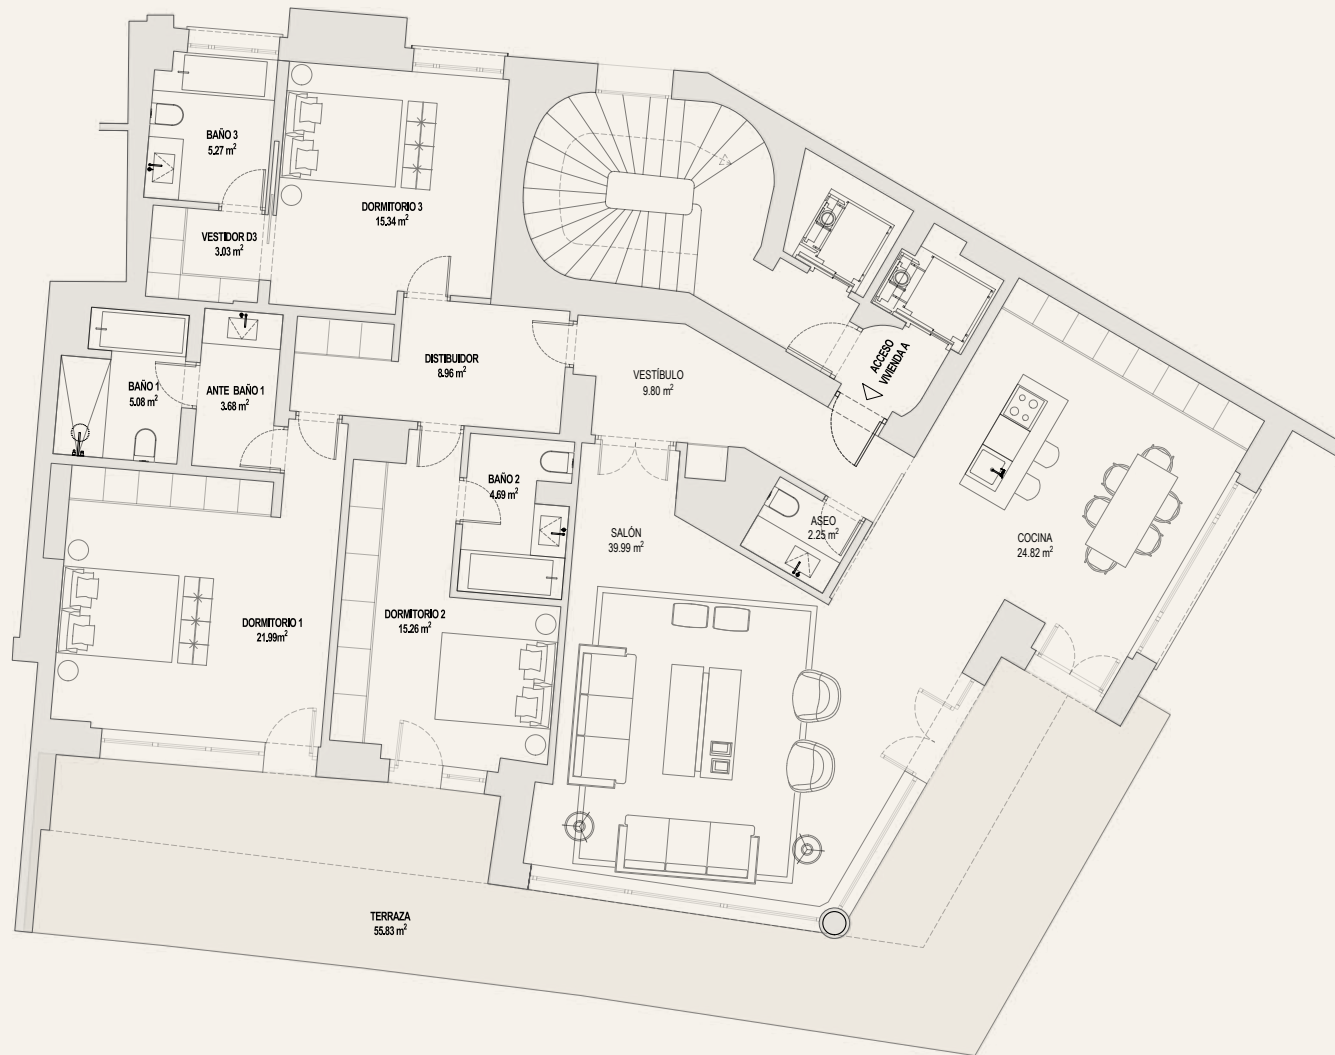 BAÑO 3
5.27 m²
DORMITORIO 3
15.34 m²
VESTIDOR D3
3.03 m²
DISTIBUIDOR
8.96 m²
VESTÍBULO
9.80 m²
ACCESO
VIVIENDA A
BAÑO 1
5.08 m²
ANTE BAÑO 1
3.68 m²
BAÑO 2
4.69 m²
SALÓN
39.99 m²
ASEO
2.25 m²
COCINA
24.82 m²
DORMITORIO 1
21.99m²
DORMITORIO 2
15.26 m²
TERRAZA
55.83 m²